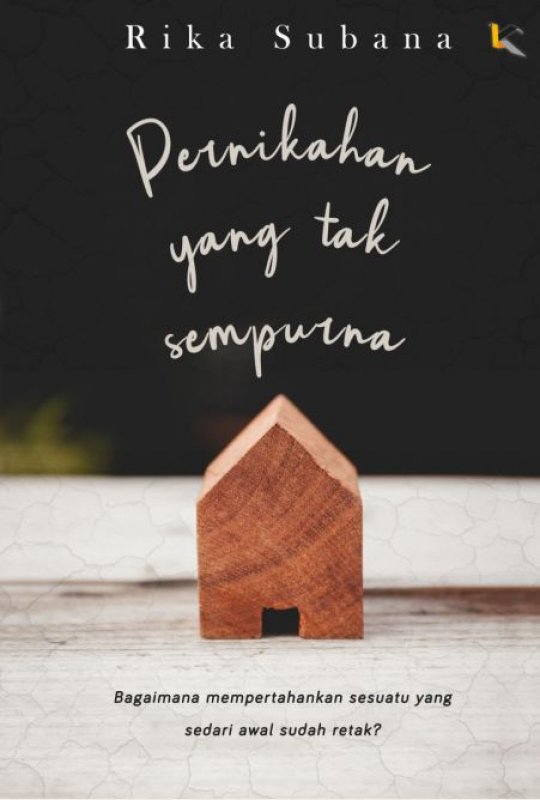 Rika Subana
Pernikahan
yang tak
sempurna
Bagaimana mempertahankan sesuatu yang
sedari awal sudah retak?